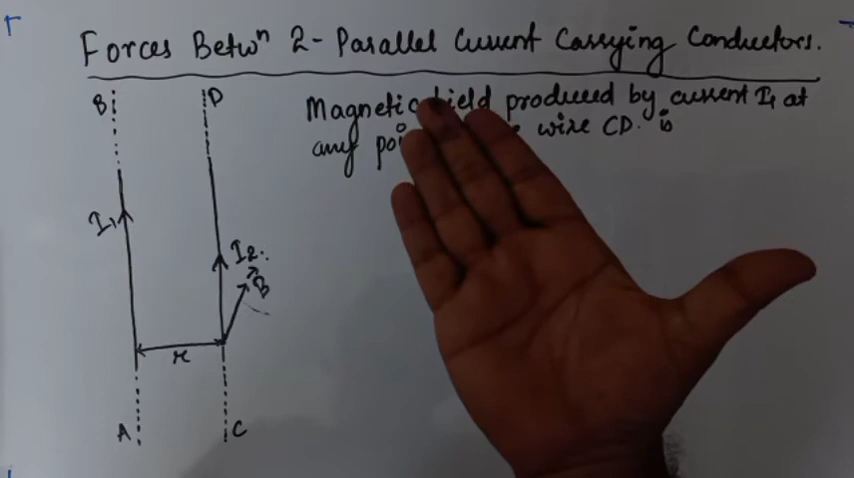 Forces Betwⁿ 2 - Parallel Current Carrying Conductors.
B
D
Magnetic field produced by current I₁ at
any wire CD. is
I₁
I₂.
B
r
A
C